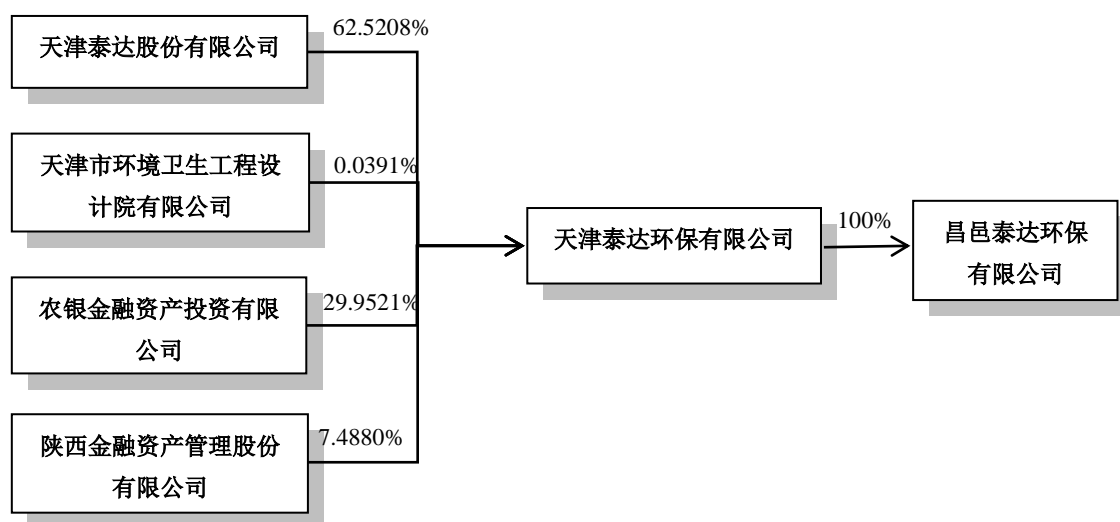 62.5208%
天津泰达股份有限公司
天津市环境卫生工程设
计院有限公司
0.0391%
农银金融资产投资有限
公司
29.9521%
陕西金融资产管理股份
有限公司
7.4880%
天津泰达环保有限公司
100%
昌邑泰达环保
有限公司